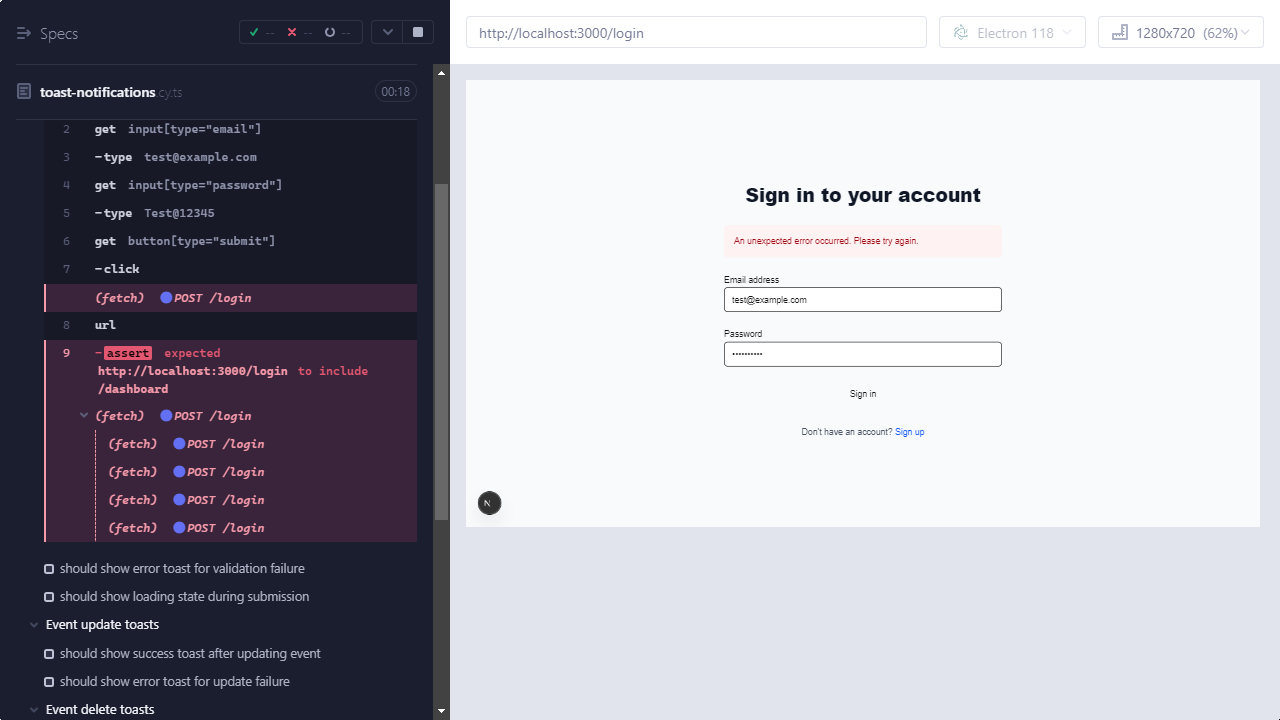 Specs
-- -- --
toast-notifications.cy.ts
00:18
2 get input[type="email"]
3 -type test@example.com
4 get input[type="password"]
5 -type Test@12345
6 get button[type="submit"]
7 -click
(fetch) POST /login
8 url
9 -assert expected
http://localhost:3000/login to include
/dashboard
(fetch) POST /login
(fetch) POST /login
(fetch) POST /login
(fetch) POST /login
(fetch) POST /login
should show error toast for validation failure
should show loading state during submission
Event update toasts
should show success toast after updating event
should show error toast for update failure
Event delete toasts
http://localhost:3000/login
Electron 118
1280x720 (62%)
Sign in to your account
An unexpected error occurred. Please try again.
Email address
test@example.com
Password
••••••••••
Sign in
Don't have an account? Sign up
N